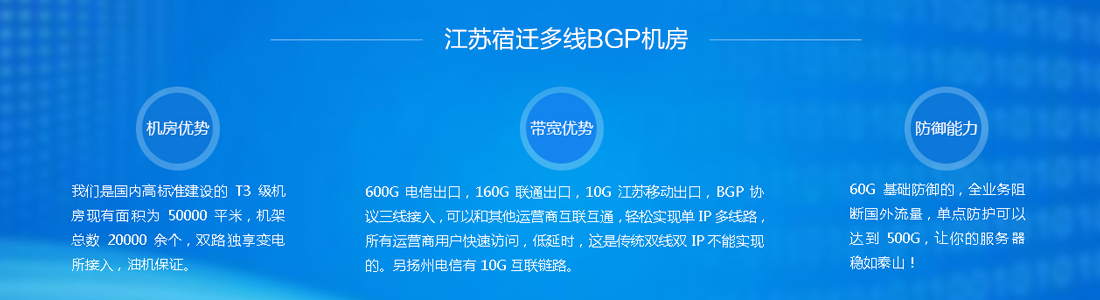 江苏宿迁多线BGP机房
机房优势
我们是国内高标准建设的 T3 级机
房现有面积为 50000 平米，机架
总数 20000 余个，双路独享变电
所接入，油机保证。
带宽优势
600G 电信出口，160G 联通出口，10G 江苏移动出口，BGP 协
议三线接入，可以和其他运营商互联互通，轻松实现单 IP 多线路，
所有运营商用户快速访问，低延时，这是传统双线双 IP 不能实现
的。另扬州电信有 10G 互联链路。
防御能力
60G 基础防御的，全业务阻
断国外流量，单点防护可以
达到 500G，让你的服务器
稳如泰山！